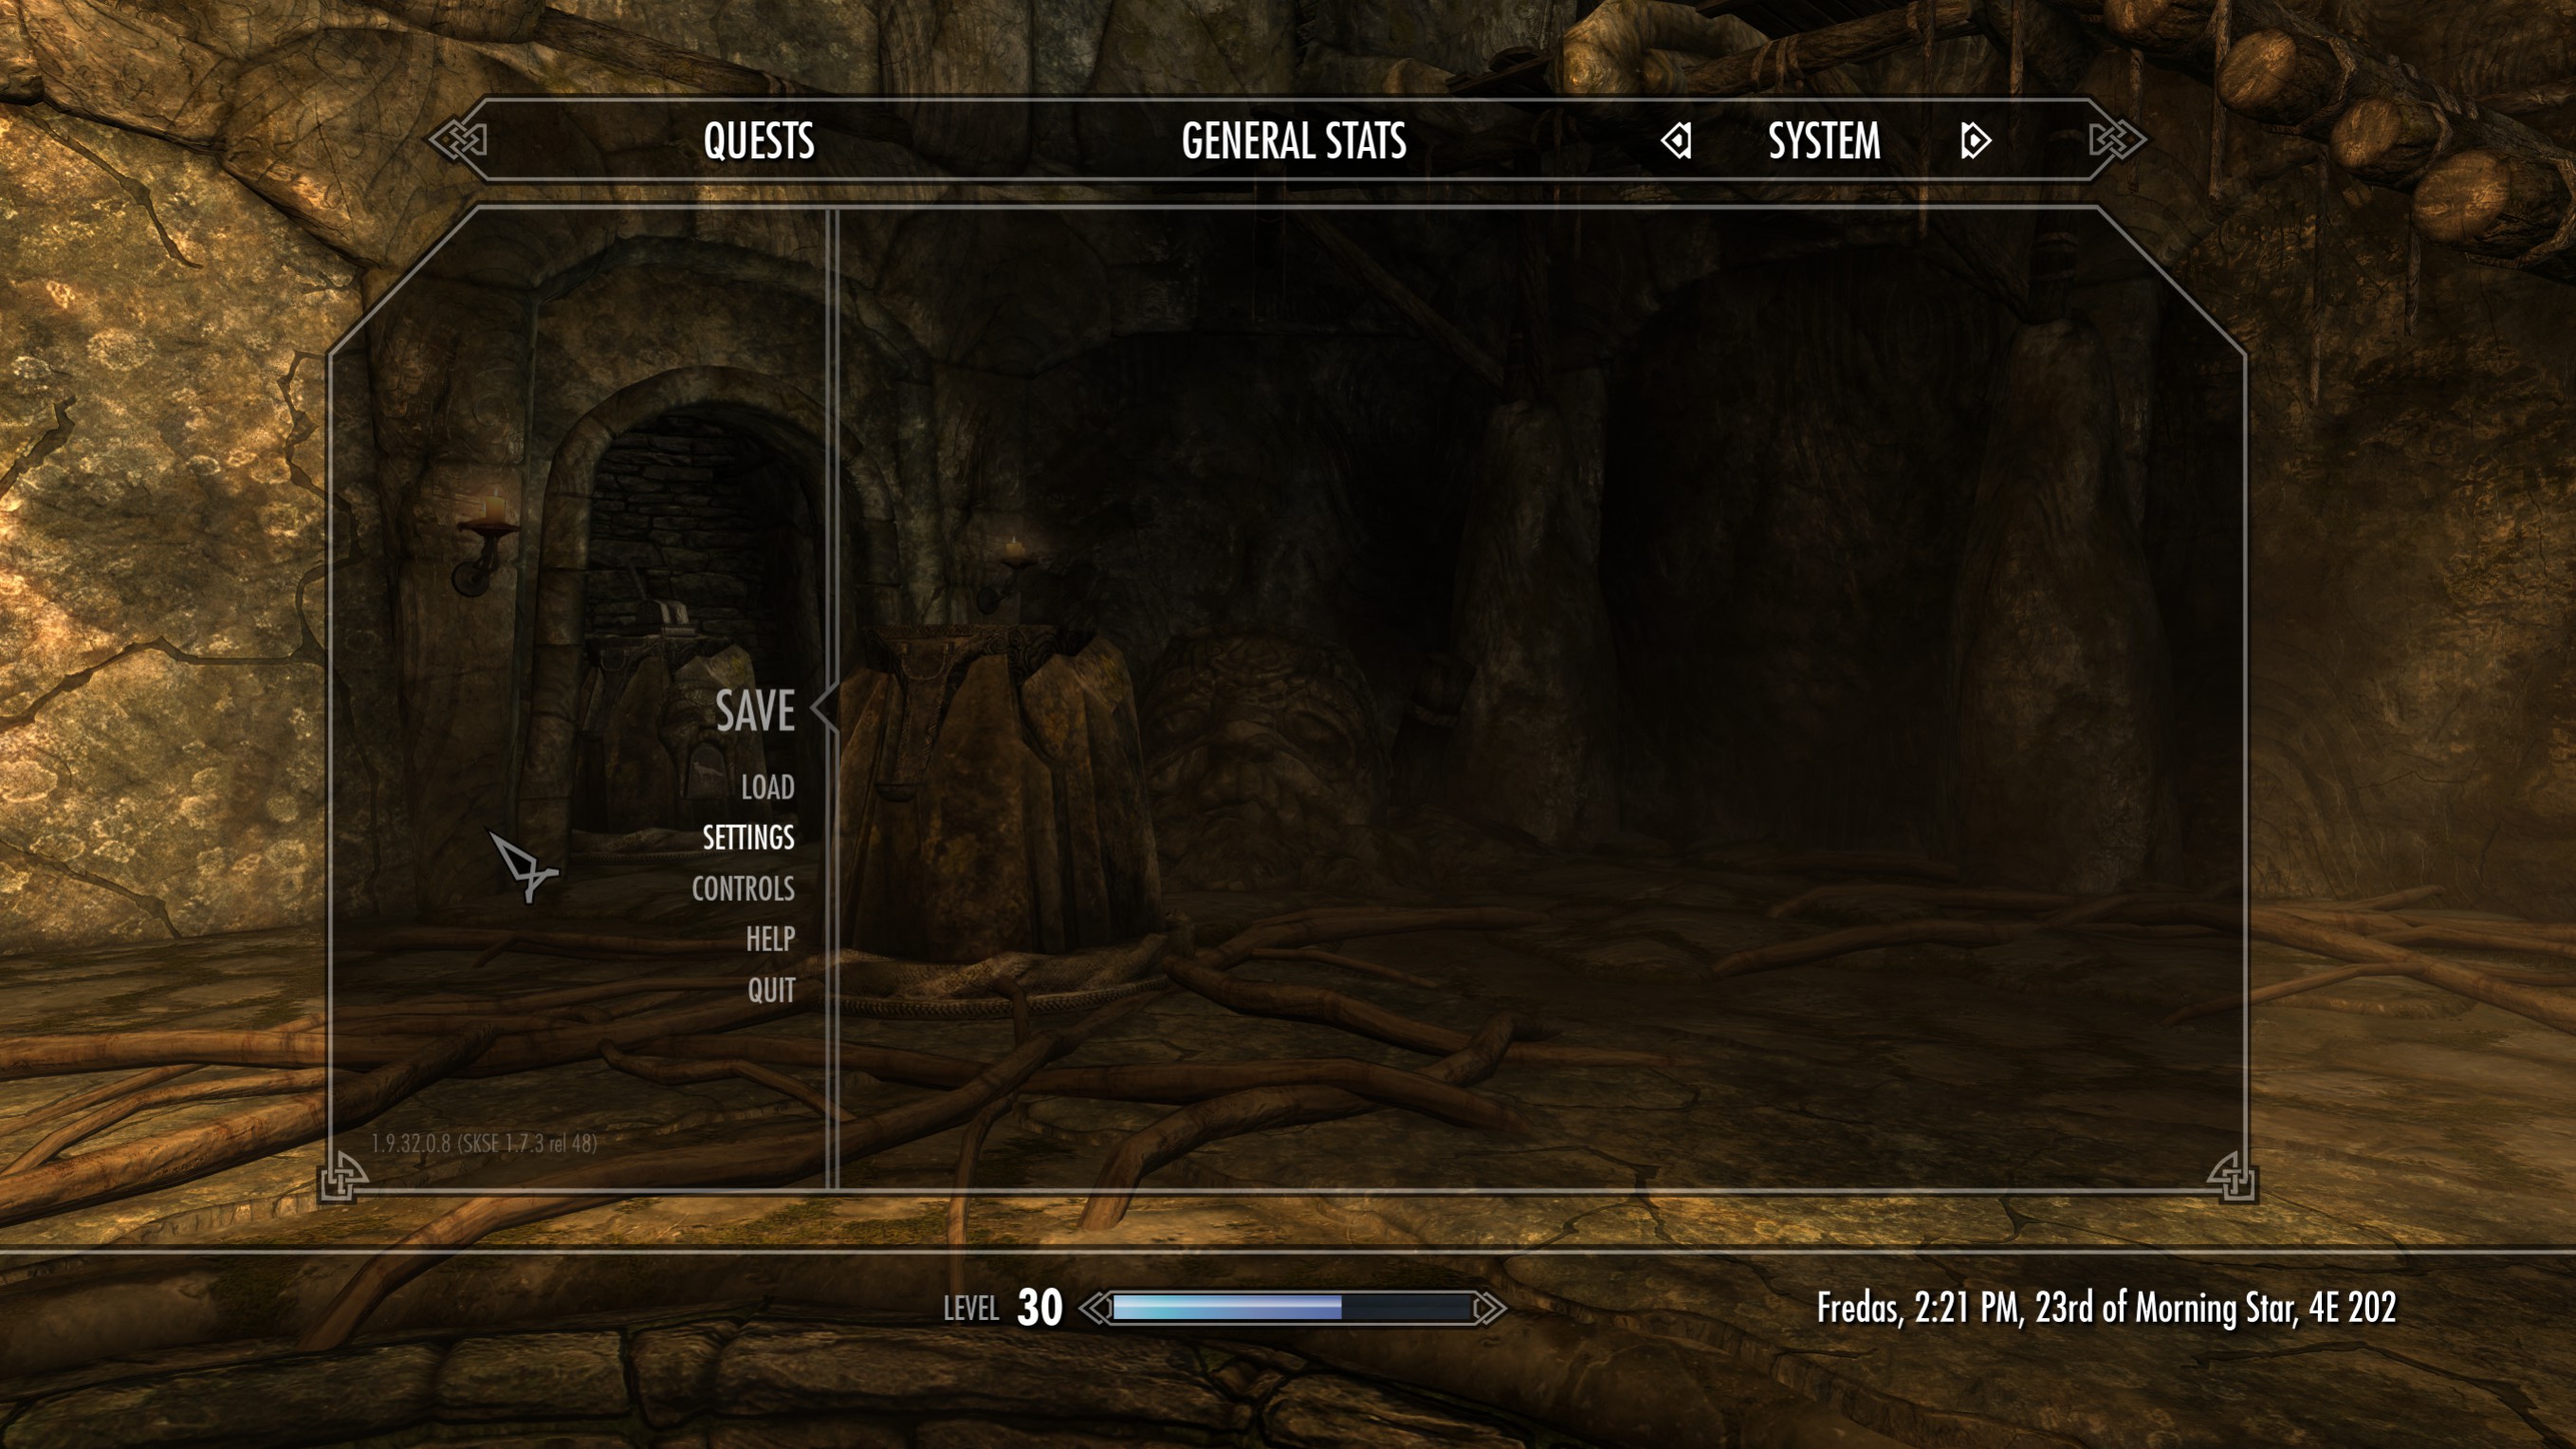 QUESTS GENERAL STATS SYSTEM
SAVE
LOAD
SETTINGS
CONTROLS
HELP
QUIT
1.9.32.0.8 (SKSE 1.7.3 rel 48)
LEVEL 30
Fredas, 2:21 PM, 23rd of Morning Star, 4E 202